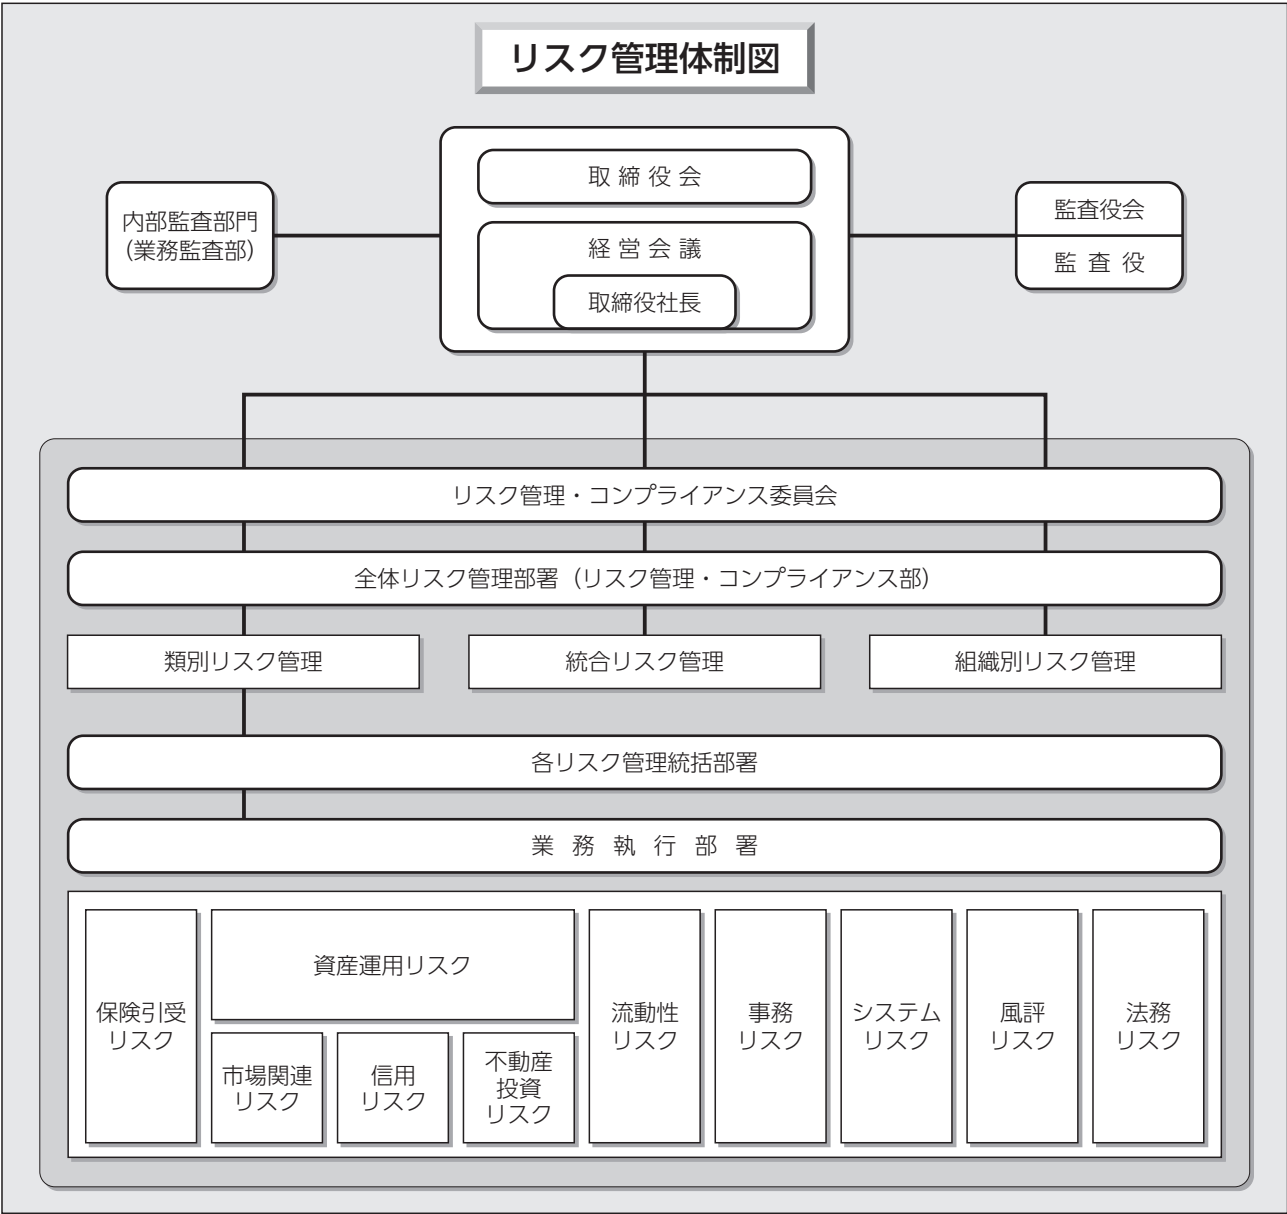 リスク管理体制図
取締役会
経営会議
取締役社長
内部監査部門
（業務監査部）
監査役会
監査役
リスク管理・コンプライアンス委員会
全体リスク管理部署（リスク管理・コンプライアンス部）
類別リスク管理
統合リスク管理
組織別リスク管理
各リスク管理統括部署
業務執行部署
保険引受
リスク
資産運用リスク
市場関連
リスク
信用
リスク
不動産
投資
リスク
流動性
リスク
事務
リスク
システム
リスク
風評
リスク
法務
リスク